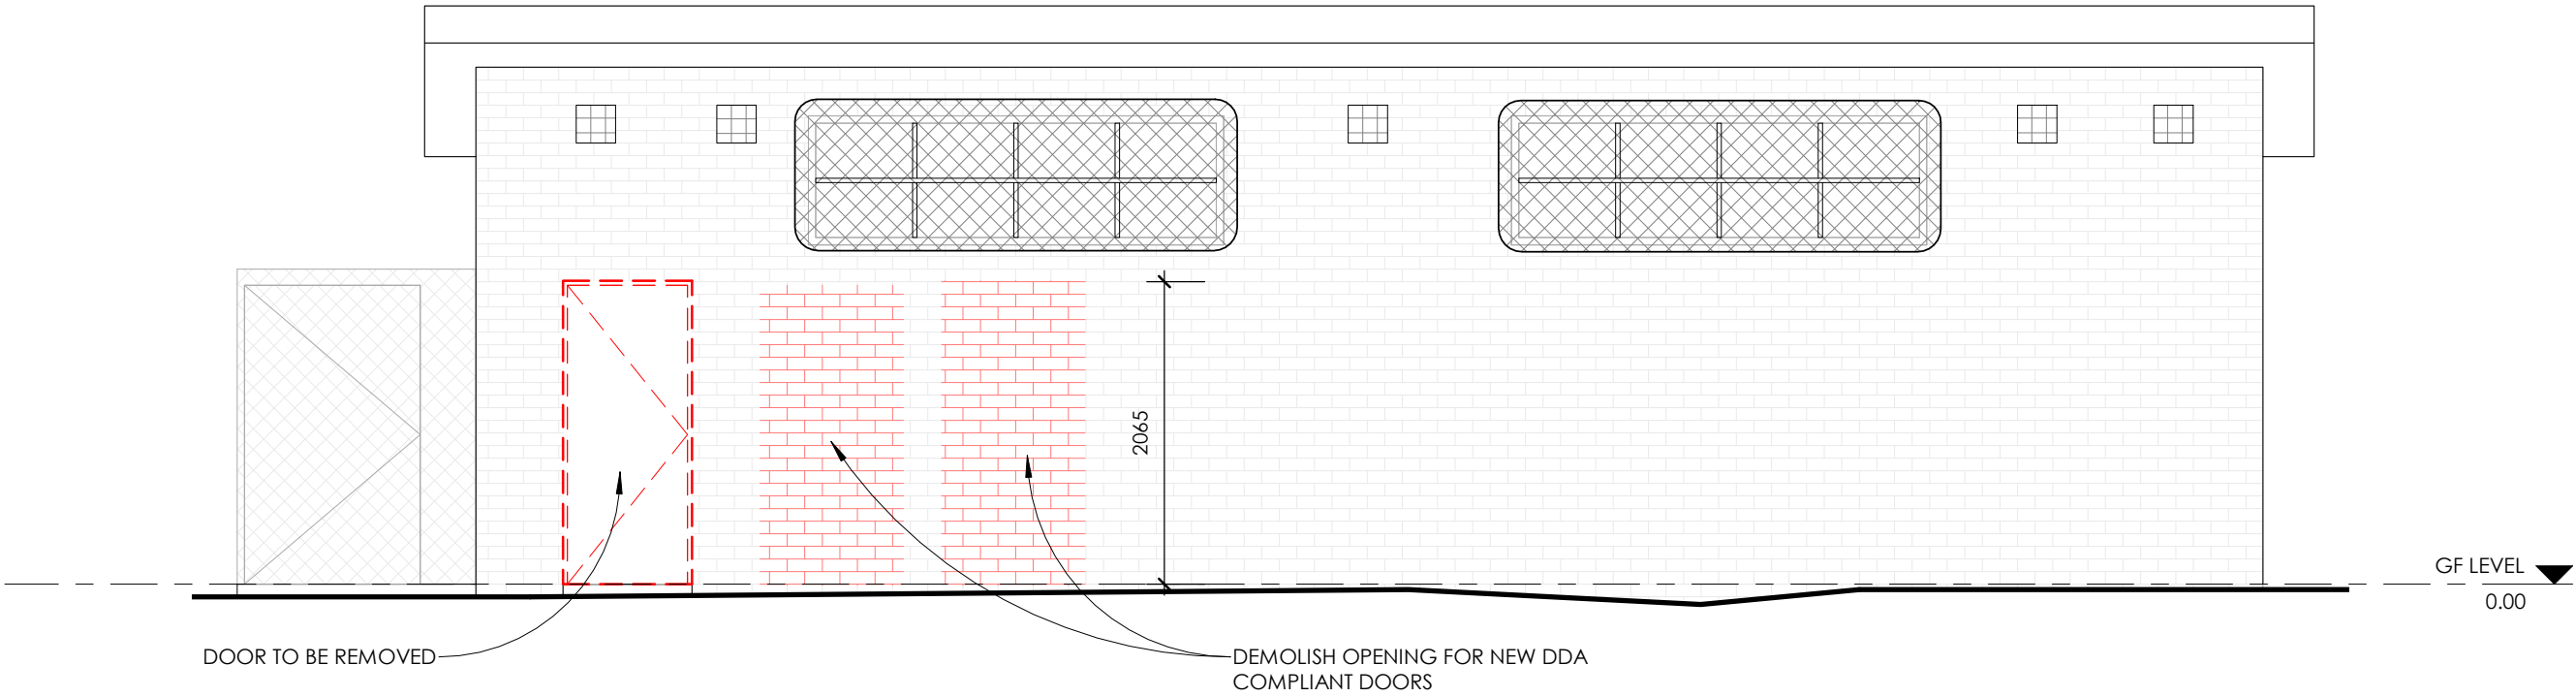 2065
GF LEVEL
0.00
DOOR TO BE REMOVED
DEMOLISH OPENING FOR NEW DDA
COMPLIANT DOORS